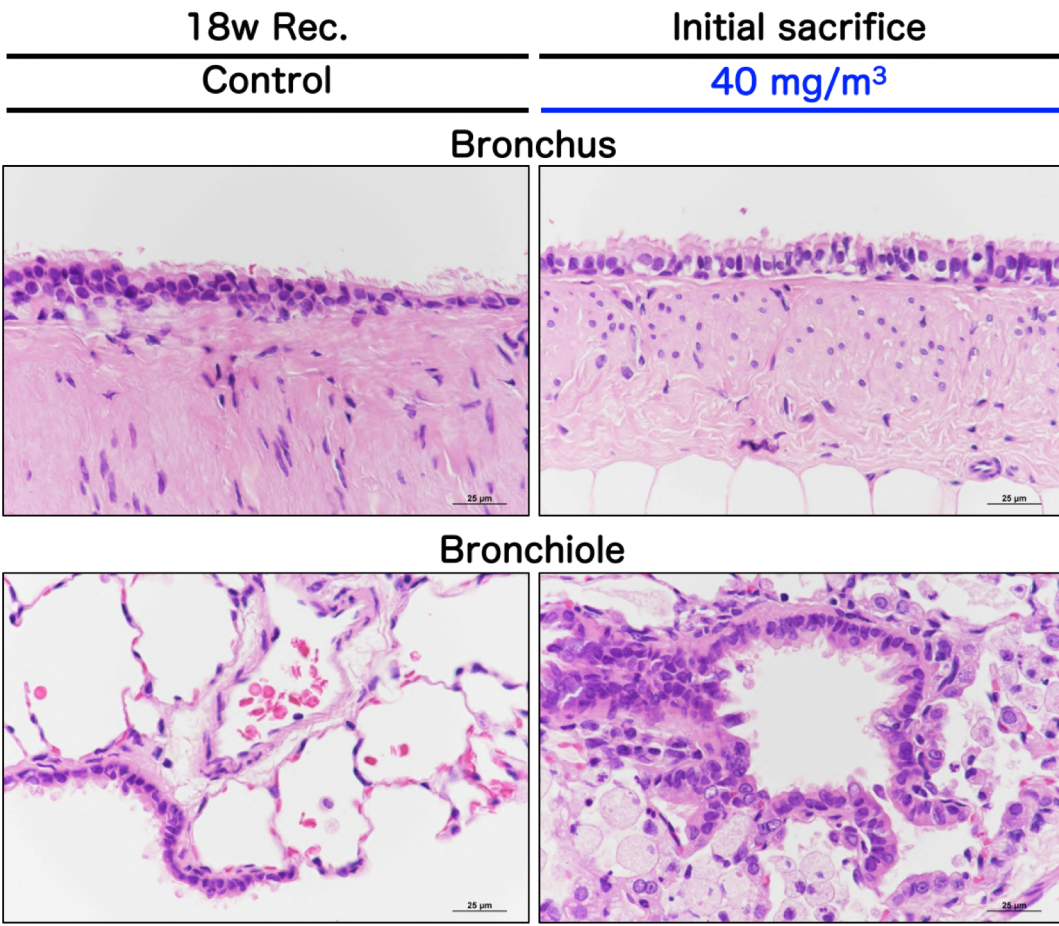 18w Rec.
Initial sacrifice
Control
40 mg/m³
Bronchus
25 µm
25 µm
Bronchiole
25 µm
25 µm